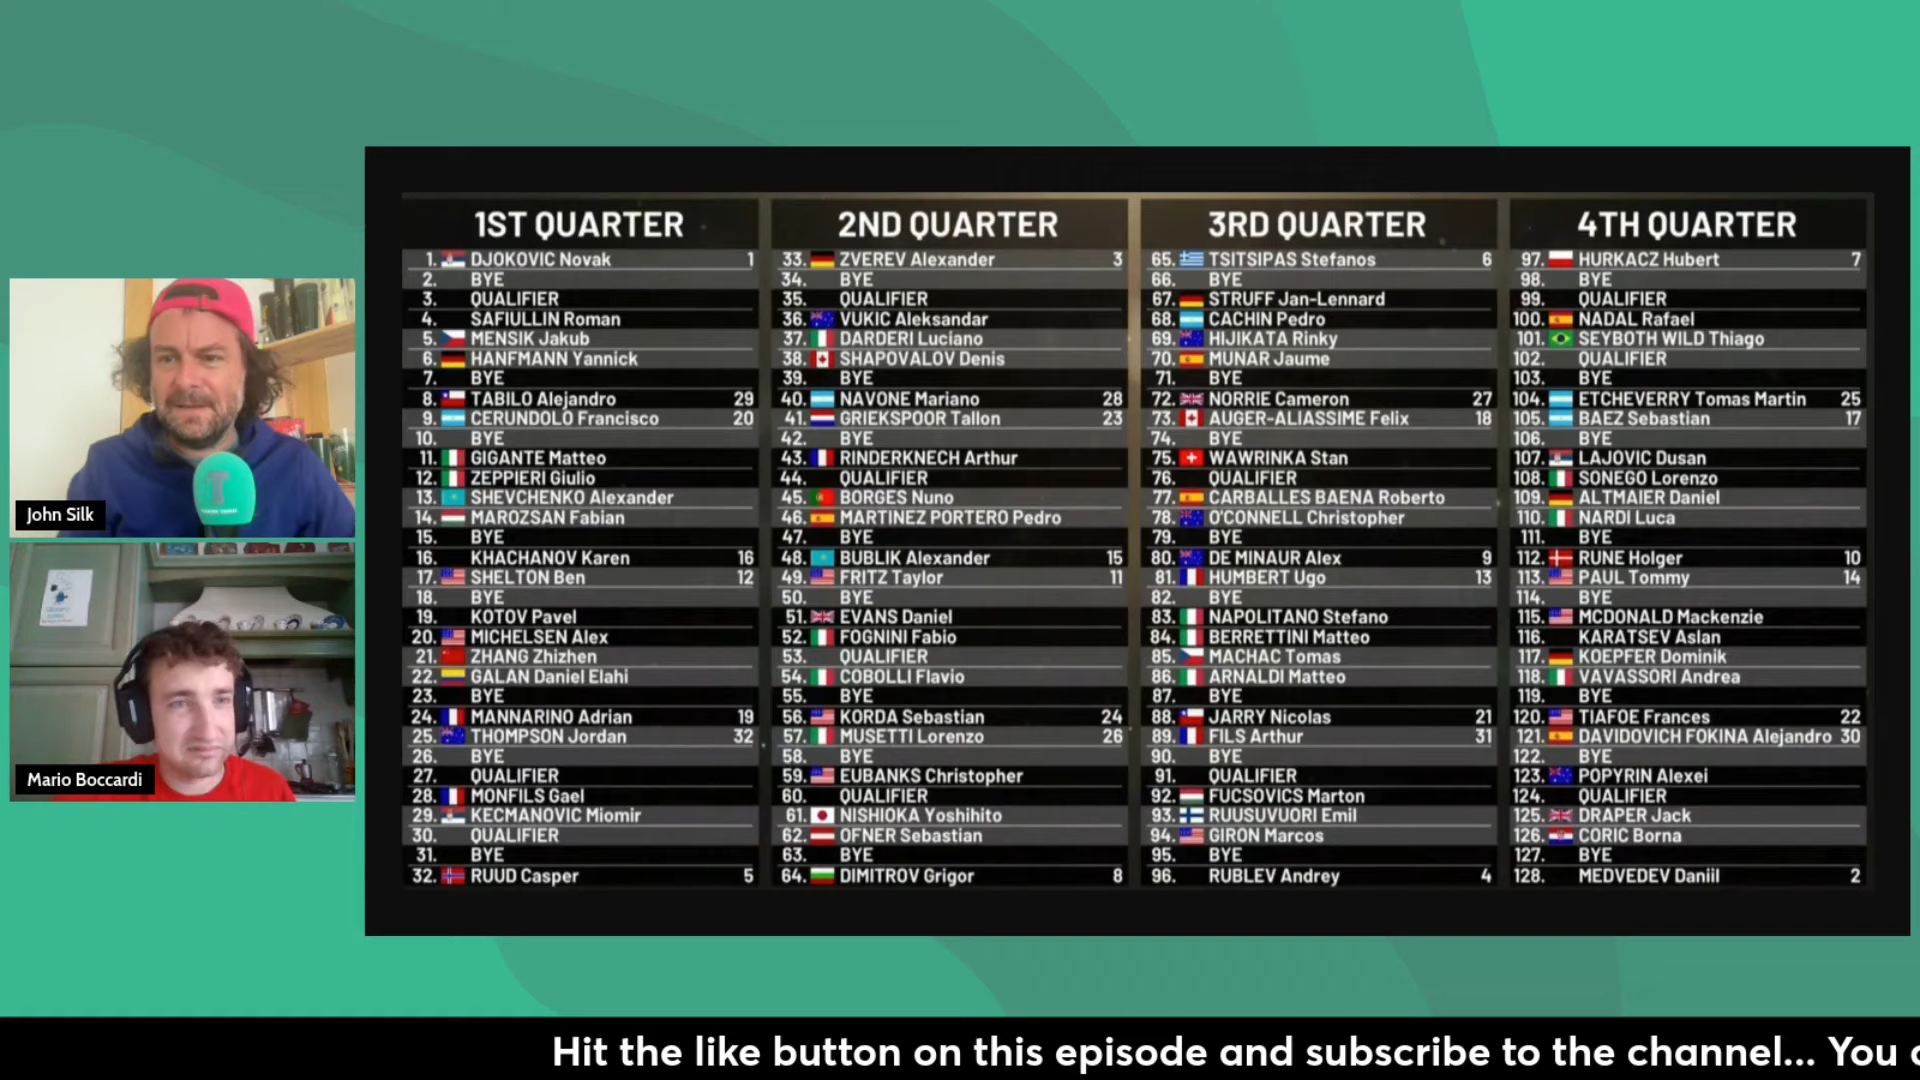 1ST QUARTER
1. DJOKOVIC Novak 1
2. BYE
3. QUALIFIER
4. SAFIULLIN Roman
5. MENSIK Jakub
6. HANFMANN Yannick
7. BYE
8. TABILO Alejandro 29
9. CERUNDOLO Francisco 20
10. BYE
11. GIGANTE Matteo
12. ZEPPIERI Giulio
13. SHEVCHENKO Alexander
14. MAROZSAN Fabian
15. BYE
16. KHACHANOV Karen 16
17. SHELTON Ben 12
18. BYE
19. KOTOV Pavel
20. MICHELSEN Alex
21. ZHANG Zhizhen
22. GALAN Daniel Elahi
23. BYE
24. MANNARINO Adrian 19
25. THOMPSON Jordan 32
26. BYE
27. QUALIFIER
28. MONFILS Gael
29. KECMANOVIC Miomir
30. QUALIFIER
31. BYE
32. RUUD Casper 5
2ND QUARTER
33. ZVEREV Alexander 3
34. BYE
35. QUALIFIER
36. VUKIC Aleksandar
37. DARDERI Luciano
38. SHAPOVALOV Denis
39. BYE
40. NAVONE Mariano 28
41. GRIEKSPOOR Tallon 23
42. BYE
43. RINDERKNECH Arthur
44. QUALIFIER
45. BORGES Nuno
46. MARTINEZ PORTERO Pedro
47. BYE
48. BUBLIK Alexander 15
49. FRITZ Taylor 11
50. BYE
51. EVANS Daniel
52. FOGNINI Fabio
53. QUALIFIER
54. COBOLLI Flavio
55. BYE
56. KORDA Sebastian 24
57. MUSETTI Lorenzo 26
58. BYE
59. EUBANKS Christopher
60. QUALIFIER
61. NISHIOKA Yoshihito
62. OFNER Sebastian
63. BYE
64. DIMITROV Grigor 8
3RD QUARTER
65. TSITSIPAS Stefanos 6
66. BYE
67. STRUFF Jan-Lennard
68. CACHIN Pedro
69. HIJIKATA Rinky
70. MUNAR Jaume
71. BYE
72. NORRIE Cameron 27
73. AUGER-ALIASSIME Felix 18
74. BYE
75. WAWRINKA Stan
76. QUALIFIER
77. CARBALLES BAENA Roberto
78. O'CONNELL Christopher
79. BYE
80. DE MINAUR Alex 9
81. HUMBERT Ugo 13
82. BYE
83. NAPOLITANO Stefano
84. BERRETTINI Matteo
85. MACHAC Tomas
86. ARNALDI Matteo
87. BYE
88. JARRY Nicolas 21
89. FILS Arthur 31
90. BYE
91. QUALIFIER
92. FUCSOVICS Marton
93. RUUSUVUORI Emil
94. GIRON Marcos
95. BYE
96. RUBLEV Andrey 4
4TH QUARTER
97. HURKACZ Hubert 7
98. BYE
99. QUALIFIER
100. NADAL Rafael
101. SEYBOTH WILD Thiago
102. QUALIFIER
103. BYE
104. ETCHEVERRY Tomas Martin 25
105. BAEZ Sebastian 17
106. BYE
107. LAJOVIC Dusan
108. SONEGO Lorenzo
109. ALTMAIER Daniel
110. NARDI Luca
111. BYE
112. RUNE Holger 10
113. PAUL Tommy 14
114. BYE
115. MCDONALD Mackenzie
116. KARATSEV Aslan
117. KOEPFER Dominik
118. VAVASSORI Andrea
119. BYE
120. TIAFOE Frances 22
121. DAVIDOVICH FOKINA Alejandro 30
122. BYE
123. POPYRIN Alexei
124. QUALIFIER
125. DRAPER Jack
126. CORIC Borna
127. BYE
128. MEDVEDEV Daniil 2
John Silk
Mario Boccardi
Hit the like button on this episode and subscribe to the channel... You